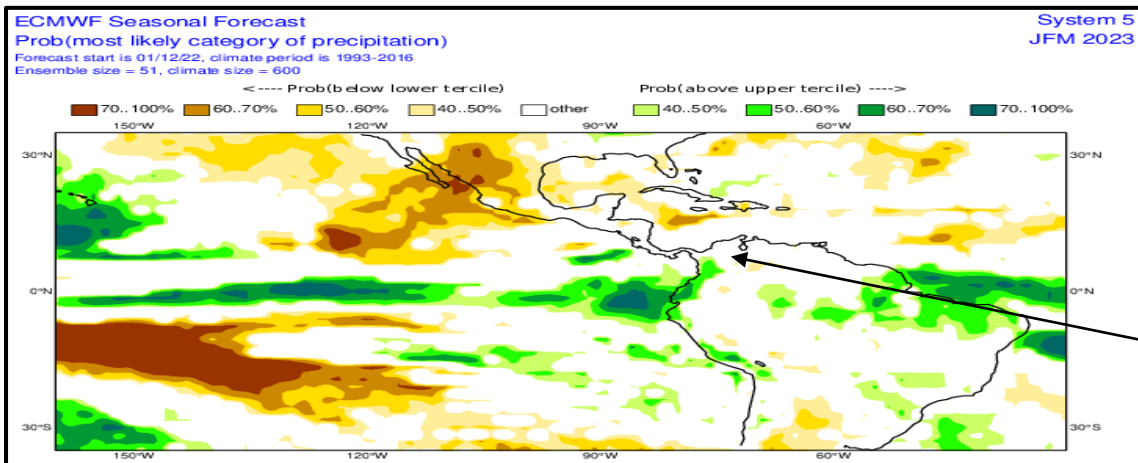 ECMWF Seasonal Forecast System 5
Prob(most likely category of precipitation) JFM 2023
Forecast start is 01/12/22, climate period is 1993-2016
Ensemble size = 51, climate size = 600
<---- Prob(below lower tercile) Prob(above upper tercile) ---->
70..100% 60..70% 50..60% 40..50% other 40..50% 50..60% 60..70% 70..100%
150°W 120°W 90°W 60°W
30°N 30°N
0°N 0°N
30°S 30°S
150°W 120°W 90°W 60°W